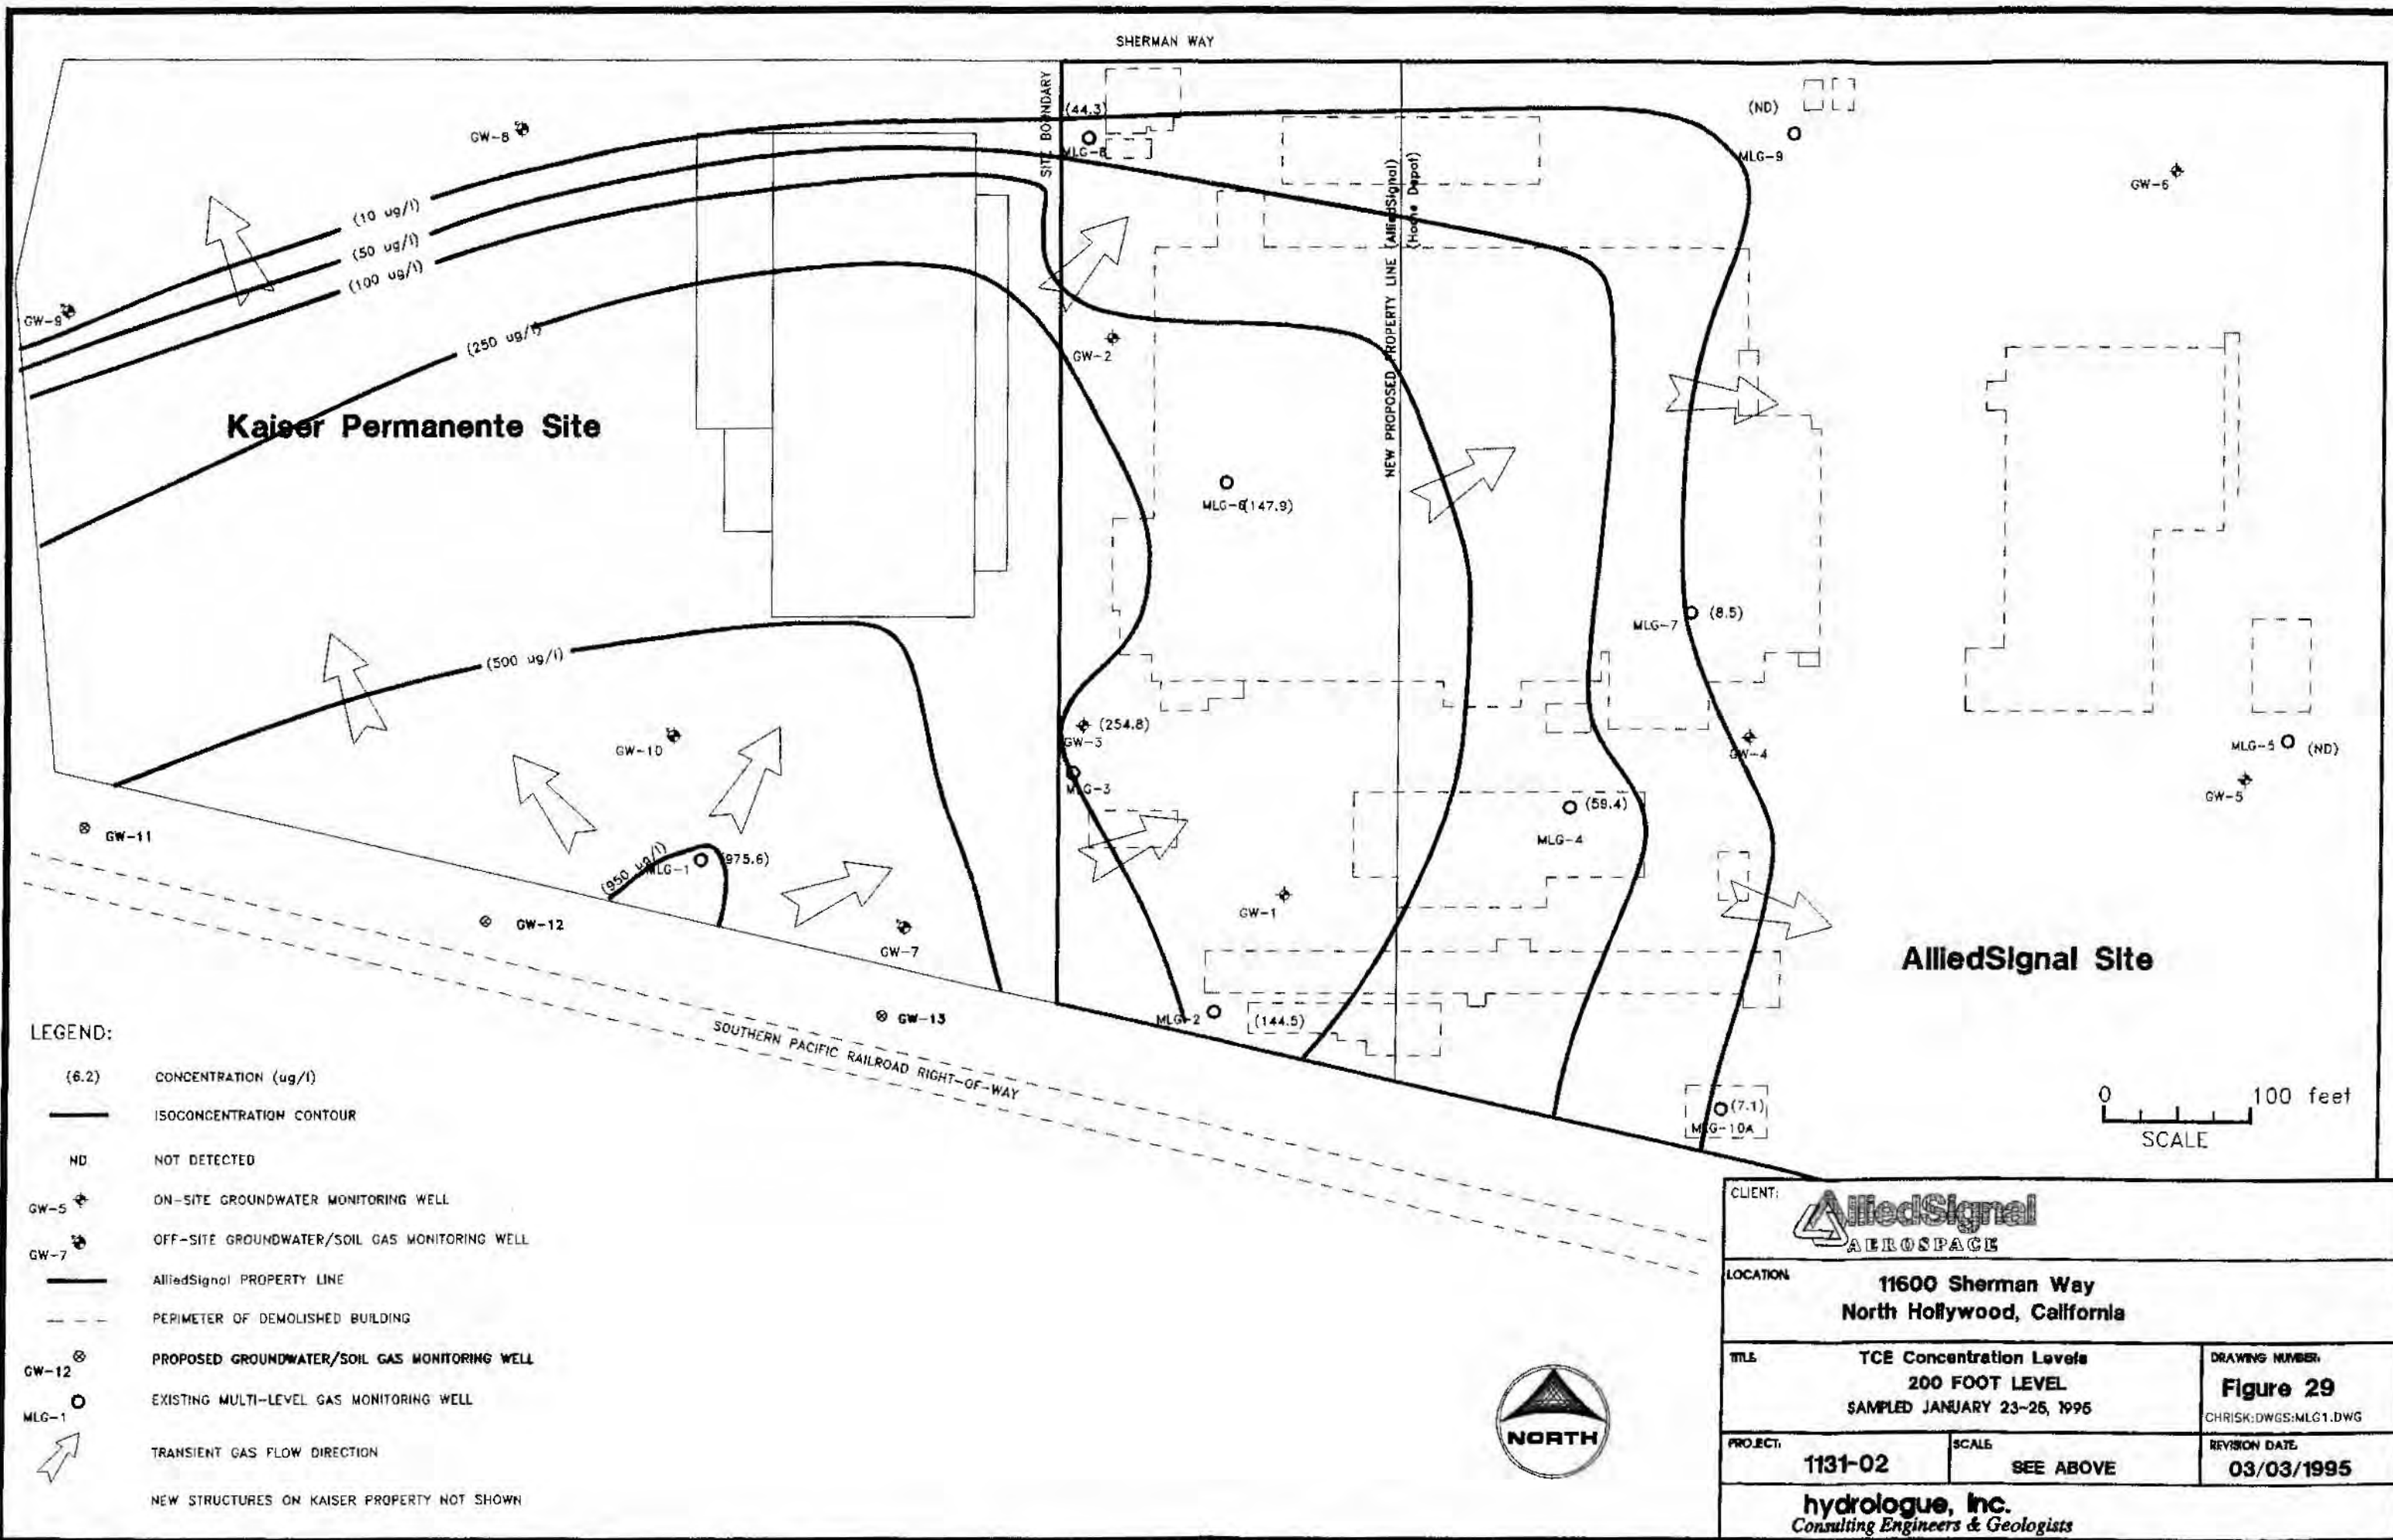 SHERMAN WAY
SITE BOUNDARY
(44.3)
MLG-8
GW-8
(ND)
MLG-9
GW-6
(10 ug/l)
(50 ug/l)
(100 ug/l)
(250 ug/l)
GW-9
NEW PROPOSED PROPERTY LINE (AlliedSignal)
(Home Depot)
GW-2
Kaiser Permanente Site
MLG-6(147.9)
MLG-7 (8.5)
(500 ug/l)
GW-10
(254.8)
GW-3
MLG-3
GW-4
MLG-5 (ND)
GW-5
(59.4)
MLG-4
GW-11
(950 ug/l)
MLG-1 (975.6)
GW-12
GW-7
GW-1
AlliedSignal Site
GW-13
MLG-2 (144.5)
SOUTHERN PACIFIC RAILROAD RIGHT-OF-WAY
(7.1)
MLG-10A
0 100 feet
SCALE
LEGEND:
(6.2) CONCENTRATION (ug/l)
ISOCONCENTRATION CONTOUR
ND NOT DETECTED
GW-5 ON-SITE GROUNDWATER MONITORING WELL
GW-7 OFF-SITE GROUNDWATER/SOIL GAS MONITORING WELL
AlliedSignal PROPERTY LINE
PERIMETER OF DEMOLISHED BUILDING
GW-12 PROPOSED GROUNDWATER/SOIL GAS MONITORING WELL
MLG-1 EXISTING MULTI-LEVEL GAS MONITORING WELL
TRANSIENT GAS FLOW DIRECTION
NEW STRUCTURES ON KAISER PROPERTY NOT SHOWN
NORTH
CLIENT:
AlliedSignal
AEROSPACE
LOCATION:
11600 Sherman Way
North Hollywood, California
TITLE:
TCE Concentration Levels
200 FOOT LEVEL
SAMPLED JANUARY 23-25, 1995
DRAWING NUMBER:
Figure 29
CHRISK:DWGS:MLG1.DWG
PROJECT:
1131-02
SCALE:
SEE ABOVE
REVISION DATE:
03/03/1995
hydrologue, inc.
Consulting Engineers & Geologists